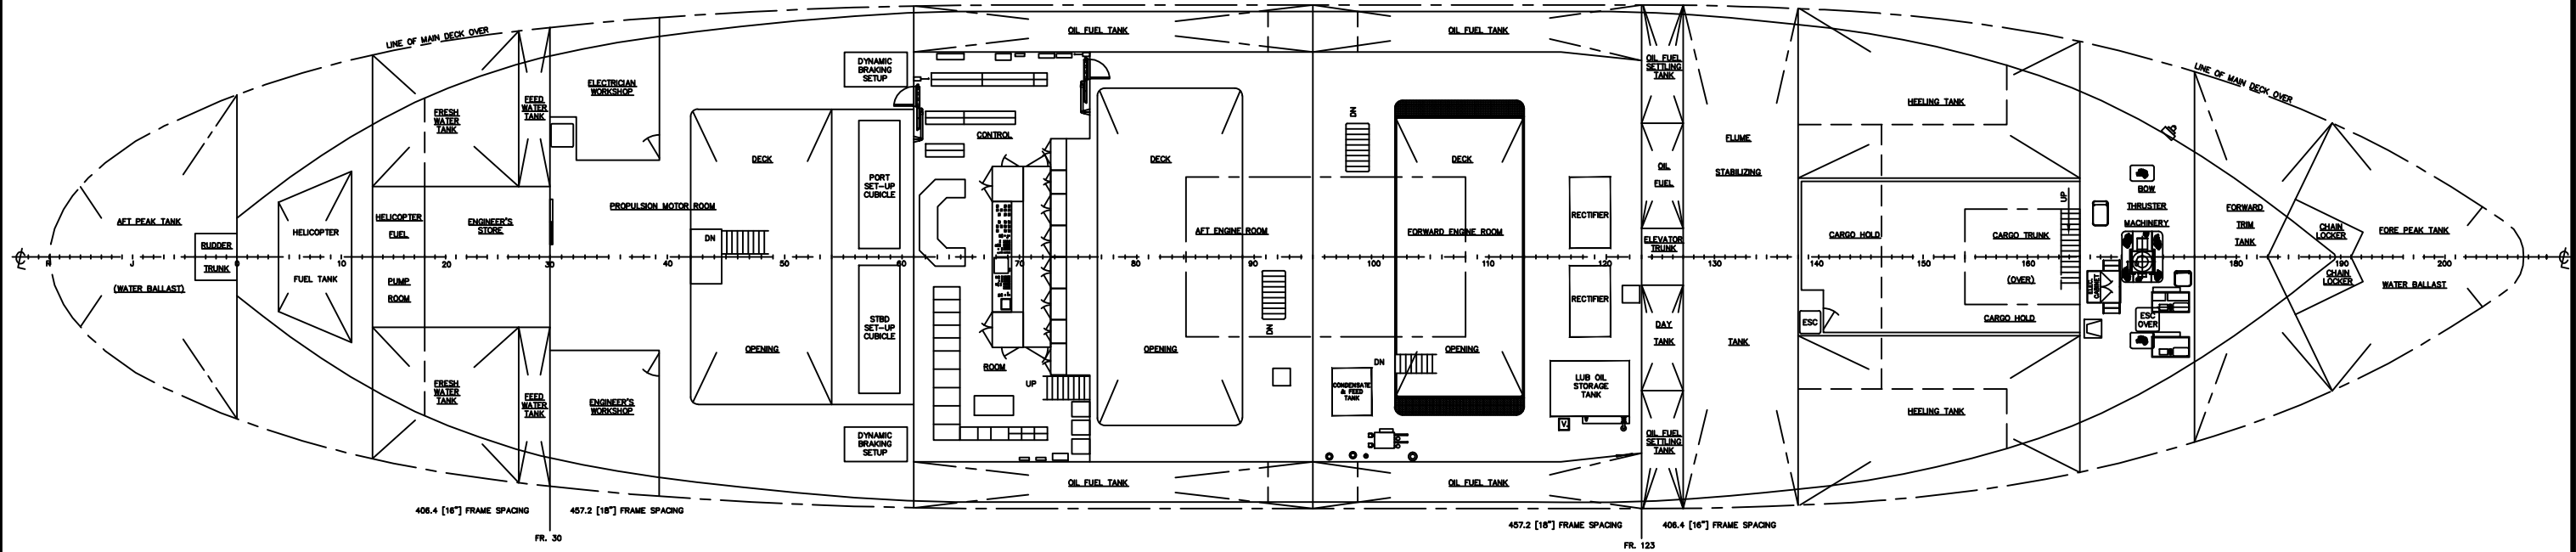 LINE OF MAIN DECK OVER
AFT PEAK TANK
(WATER BALLAST)
RUDDER
TRUNK
HELICOPTER
FUEL TANK
FRESH
WATER
TANK
FEED
WATER
TANK
HELICOPTER
FUEL
PUMP
ROOM
ENGINEER'S
STORE
FRESH
WATER
TANK
FEED
WATER
TANK
ELECTRICIAN
WORKSHOP
PROPULSION MOTOR ROOM
ENGINEER'S
WORKSHOP
DECK
DN
OPENING
DYNAMIC
BRAKING
SETUP
PORT
SET-UP
CUBICLE
STBD
SET-UP
CUBICLE
DYNAMIC
BRAKING
SETUP
CONTROL
ROOM
UP
OIL FUEL TANK
DECK
AFT ENGINE ROOM
DN
OPENING
OIL FUEL TANK
OIL FUEL TANK
DN
DECK
FORWARD ENGINE ROOM
OPENING
DN
CONDENSATE
& FEED
TANK
OIL FUEL TANK
RECTIFIER
RECTIFIER
LUB OIL
STORAGE
TANK
V.
OIL FUEL
SETTLING
TANK
OIL
FUEL
ELEVATOR
TRUNK
DAY
TANK
OIL FUEL
SETTLING
TANK
FLUME
STABILIZING
TANK
HEELING TANK
CARGO HOLD
CARGO TRUNK
(OVER)
CARGO HOLD
UP
ESC
HEELING TANK
BOW
THRUSTER
MACHINERY
ELEC
CABINET
ESC
OVER
FORWARD
TRIM
TANK
LINE OF MAIN DECK OVER
CHAIN
LOCKER
CHAIN
LOCKER
FORE PEAK TANK
WATER BALLAST
J
0
10
20
30
40
50
60
70
80
90
100
110
120
130
140
150
160
180
190
200
406.4 [16"] FRAME SPACING
457.2 [18"] FRAME SPACING
FR. 30
457.2 [18"] FRAME SPACING
406.4 [16"] FRAME SPACING
FR. 123